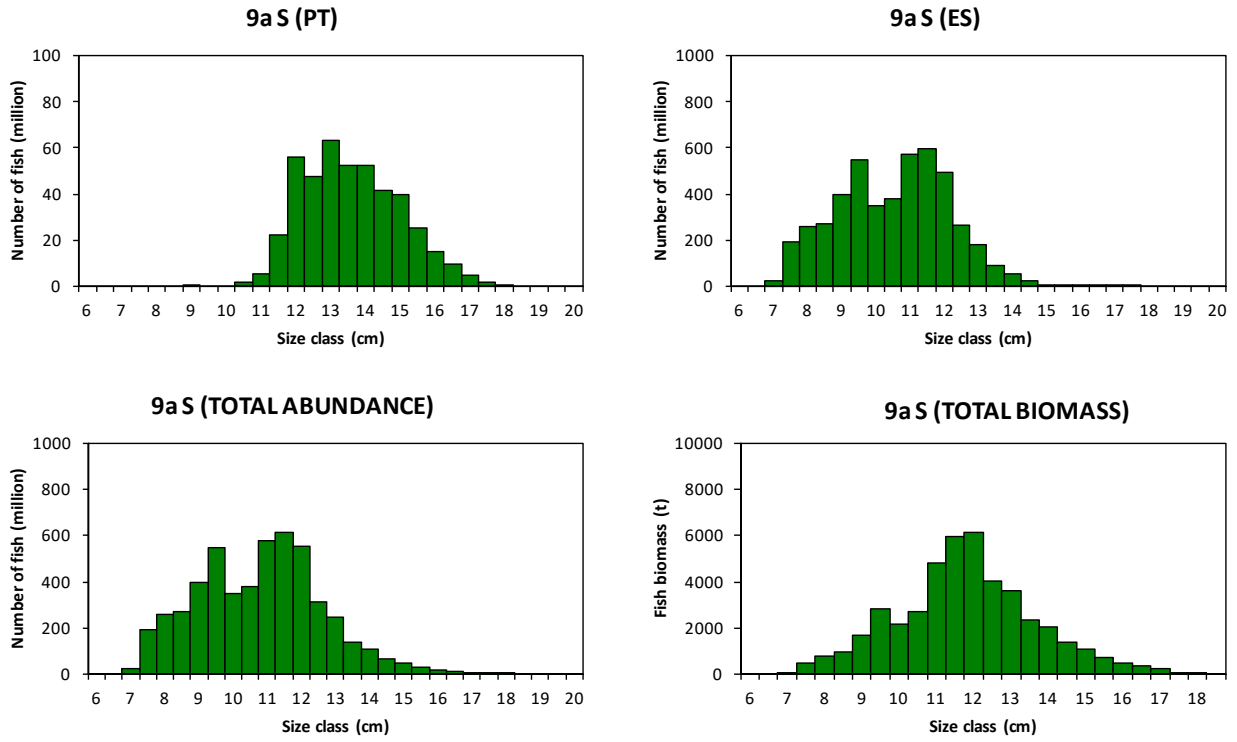 9a S (PT)
100
80
60
40
20
0
Number of fish (million)
6 7 8 9 10 11 12 13 14 15 16 17 18 19 20
Size class (cm)
9a S (ES)
1000
800
600
400
200
0
Number of fish (million)
6 7 8 9 10 11 12 13 14 15 16 17 18 19 20
Size class (cm)
9a S (TOTAL ABUNDANCE)
1000
800
600
400
200
0
Number of fish (million)
6 7 8 9 10 11 12 13 14 15 16 17 18 19 20
Size class (cm)
9a S (TOTAL BIOMASS)
10000
8000
6000
4000
2000
0
Fish biomass (t)
6 7 8 9 10 11 12 13 14 15 16 17 18
Size class (cm)